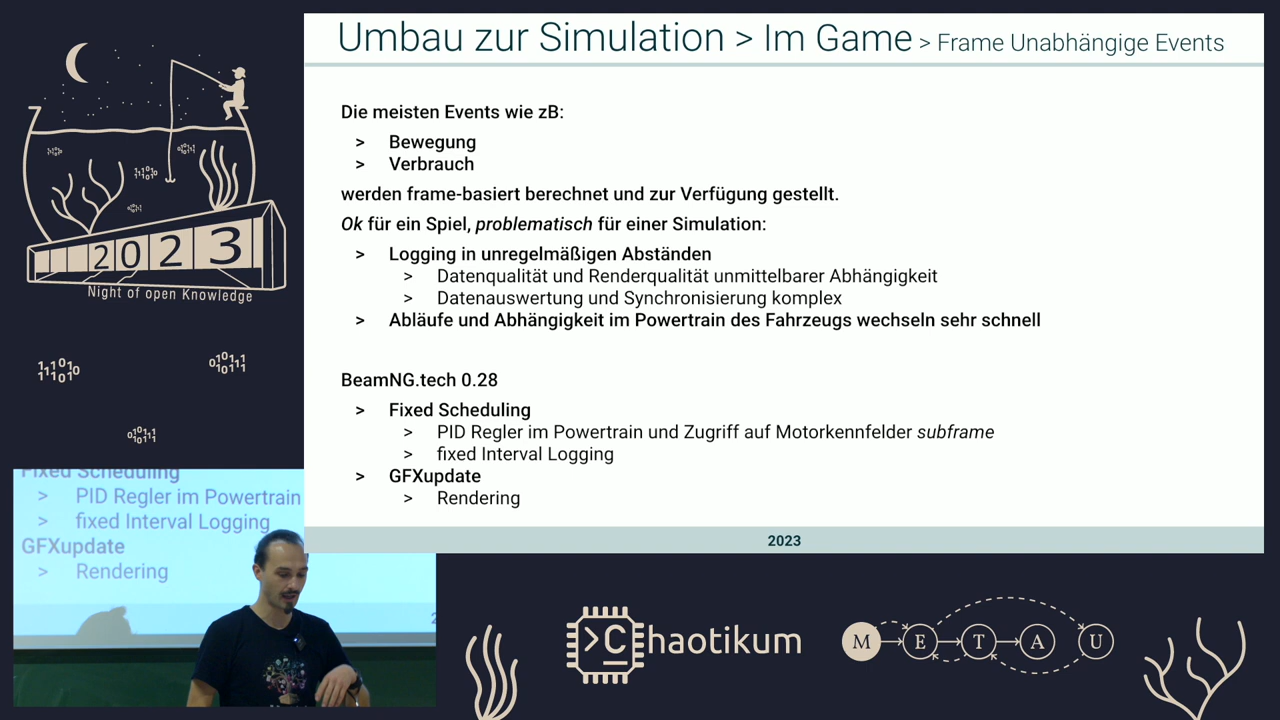 Umbau zur Simulation > Im Game > Frame Unabhängige Events
Die meisten Events wie zB:
> Bewegung
> Verbrauch
werden frame-basiert berechnet und zur Verfügung gestellt.
Ok für ein Spiel, problematisch für einer Simulation:
> Logging in unregelmäßigen Abständen
> Datenqualität und Renderqualität unmittelbarer Abhängigkeit
> Datenauswertung und Synchronisierung komplex
> Abläufe und Abhängigkeit im Powertrain des Fahrzeugs wechseln sehr schnell
BeamNG.tech 0.28
> Fixed Scheduling
> PID Regler im Powertrain und Zugriff auf Motorkennfelder subframe
> fixed Interval Logging
> GFXupdate
> Rendering
2023
2023
Night of open Knowledge
Fixed Scheduling
> PID Regler im Powertrain
> fixed Interval Logging
GFXupdate
> Rendering
>Chaotikum
M E T A U